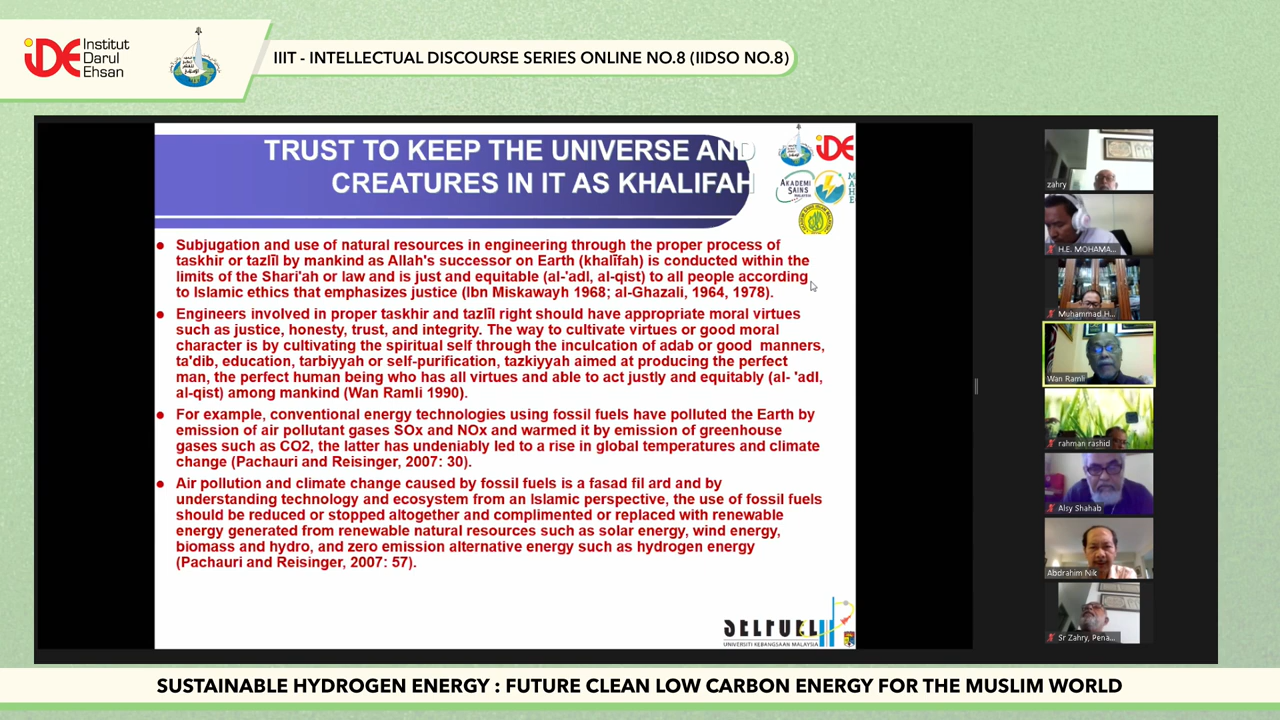 iDE Institut
Darul
Ehsan
IIIT - INTELLECTUAL DISCOURSE SERIES ONLINE NO.8 (IIDSO NO.8)
TRUST TO KEEP THE UNIVERSE AND
CREATURES IN IT AS KHALIFAH
iDE
AKADEMI
SAINS
MALAYSIA
Subjugation and use of natural resources in engineering through the proper process of
taskhir or tazlîl by mankind as Allah's successor on Earth (khalîfah) is conducted within the
limits of the Shari'ah or law and is just and equitable (al-'adl, al-qist) to all people according
to Islamic ethics that emphasizes justice (Ibn Miskawayh 1968; al-Ghazali, 1964, 1978).
Engineers involved in proper taskhir and tazlîl right should have appropriate moral virtues
such as justice, honesty, trust, and integrity. The way to cultivate virtues or good moral
character is by cultivating the spiritual self through the inculcation of adab or good manners,
ta'dib, education, tarbiyyah or self-purification, tazkiyyah aimed at producing the perfect
man, the perfect human being who has all virtues and able to act justly and equitably (al- 'adl,
al-qist) among mankind (Wan Ramli 1990).
For example, conventional energy technologies using fossil fuels have polluted the Earth by
emission of air pollutant gases SOx and NOx and warmed it by emission of greenhouse
gases such as CO2, the latter has undeniably led to a rise in global temperatures and climate
change (Pachauri and Reisinger, 2007: 30).
Air pollution and climate change caused by fossil fuels is a fasad fil ard and by
understanding technology and ecosystem from an Islamic perspective, the use of fossil fuels
should be reduced or stopped altogether and complimented or replaced with renewable
energy generated from renewable natural resources such as solar energy, wind energy,
biomass and hydro, and zero emission alternative energy such as hydrogen energy
(Pachauri and Reisinger, 2007: 57).
SELFUEL
UNIVERSITI KEBANGSAAN MALAYSIA
zahry
H.E. MOHAMA...
Muhammad H...
Wan Ramli
rahman rashid
Alsy Shahab
Abdrahim Nik
Sr Zahry, Pena...
SUSTAINABLE HYDROGEN ENERGY : FUTURE CLEAN LOW CARBON ENERGY FOR THE MUSLIM WORLD